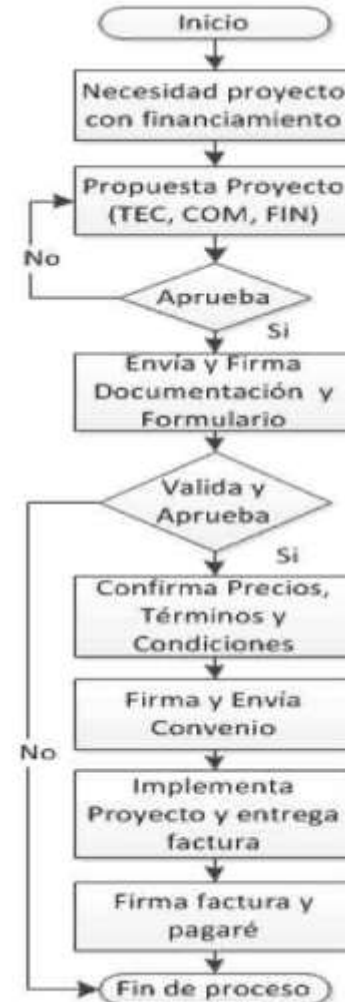 Inicio
Necesidad proyecto
con financiamiento
Propuesta Proyecto
(TEC, COM, FIN)
No
Aprueba
Si
Envía y Firma
Documentación y
Formulario
Valida y
Aprueba
Si
Confirma Precios,
Términos y
Condiciones
Firma y Envía
Convenio
No
Implementa
Proyecto y entrega
factura
Firma factura y
pagaré
Fin de proceso